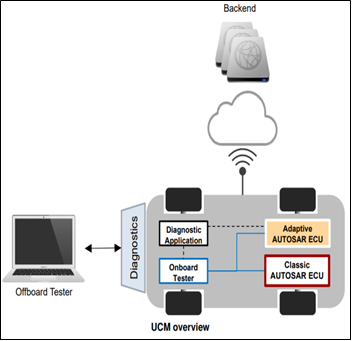 Backend
Diagnostics
Diagnostic
Application
Adaptive
AUTOSAR ECU
Onboard
Tester
Classic
AUTOSAR ECU
Offboard Tester
UCM overview